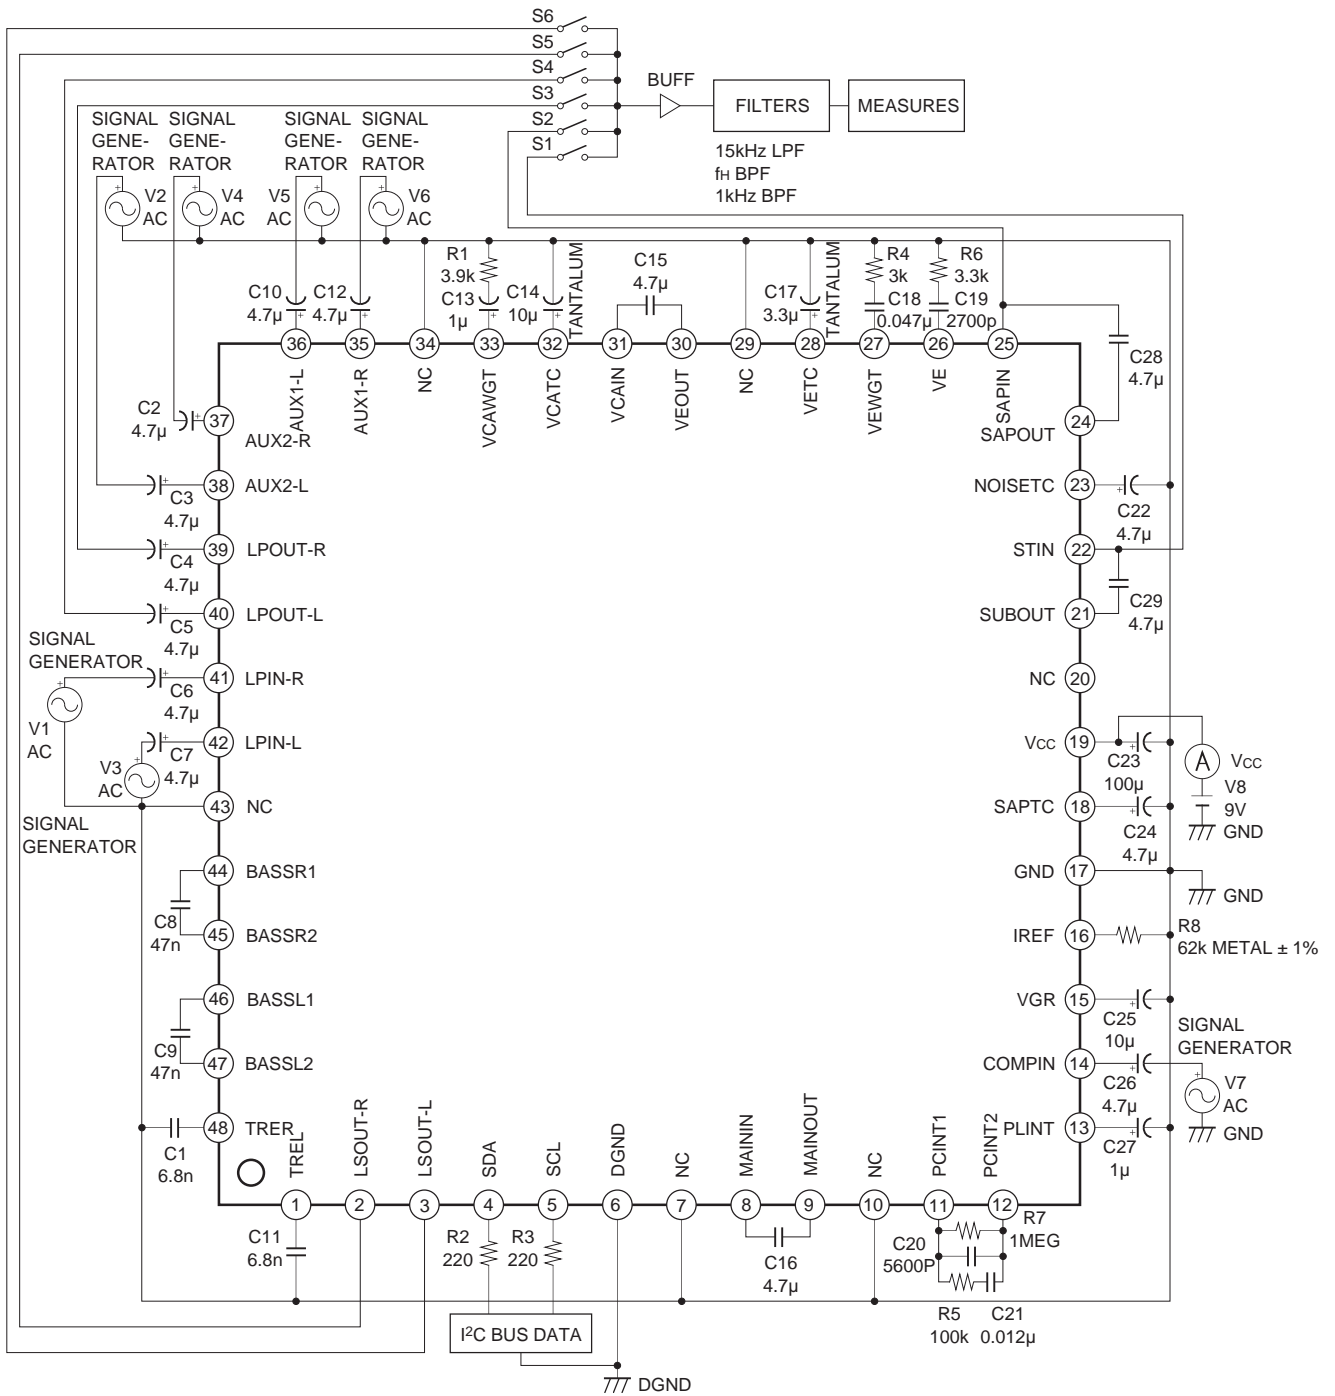 S6
S5
S4
S3
S2
S1
BUFF
FILTERS
MEASURES
15kHz LPF
fH BPF
1kHz BPF
SIGNAL
GENE-
RATOR
SIGNAL
GENE-
RATOR
SIGNAL
GENE-
RATOR
SIGNAL
GENE-
RATOR
V2
AC
V4
AC
V5
AC
V6
AC
C10
4.7µ
C12
4.7µ
R1
3.9k
C13
1µ
C14
10µ
TANTALUM
C15
4.7µ
C17
3.3µ
TANTALUM
R4
3k
C18
0.047µ
R6
3.3k
C19
2700p
C28
4.7µ
36
35
34
33
32
31
30
29
28
27
26
25
AUX1-L
AUX1-R
NC
VCAWGT
VCATC
VCAIN
VEOUT
NC
VETC
VEWGT
VE
SAPIN
C2
4.7µ
37
AUX2-R
C3
4.7µ
38
AUX2-L
C4
4.7µ
39
LPOUT-R
C5
4.7µ
40
LPOUT-L
SIGNAL
GENERATOR
V1
AC
C6
4.7µ
41
LPIN-R
C7
4.7µ
42
LPIN-L
V3
AC
SIGNAL
GENERATOR
43
NC
44
BASSR1
C8
47n
45
BASSR2
46
BASSL1
C9
47n
47
BASSL2
48
TRER
C1
6.8n
SAPOUT
24
NOISETC
23
C22
4.7µ
STIN
22
SUBOUT
21
C29
4.7µ
NC
20
VCC
19
C23
100µ
A
VCC
V8
9V
GND
SAPTC
18
C24
4.7µ
GND
17
GND
IREF
16
R8
62k METAL ± 1%
VGR
15
C25
10µ
SIGNAL
GENERATOR
COMPIN
14
C26
4.7µ
V7
AC
GND
PLINT
13
C27
1µ
TREL
LSOUT-R
LSOUT-L
SDA
SCL
DGND
NC
MAININ
MAINOUT
NC
PCINT1
PCINT2
1
2
3
4
5
6
7
8
9
10
11
12
C11
6.8n
R2
220
R3
220
C16
4.7µ
C20
5600P
R7
1MEG
R5
100k
C21
0.012µ
I2C BUS DATA
DGND